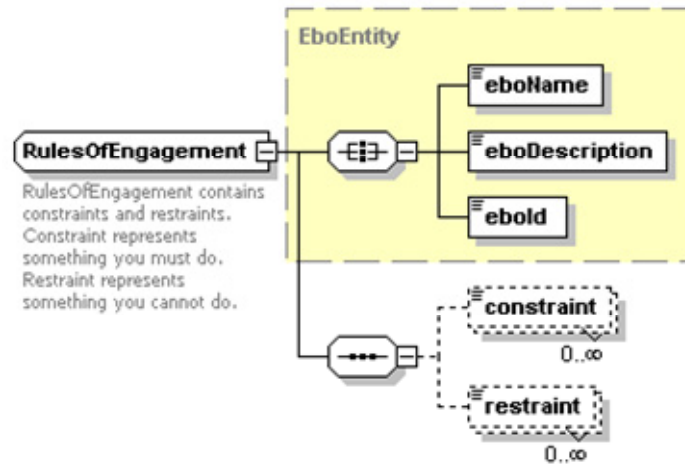 EboEntity
eboName
RulesOfEngagement
eboDescription
eboId
RulesOfEngagement contains
constraints and restraints.
Constraint represents
something you must do.
Restraint represents
something you cannot do.
constraint
0..∞
restraint
0..∞